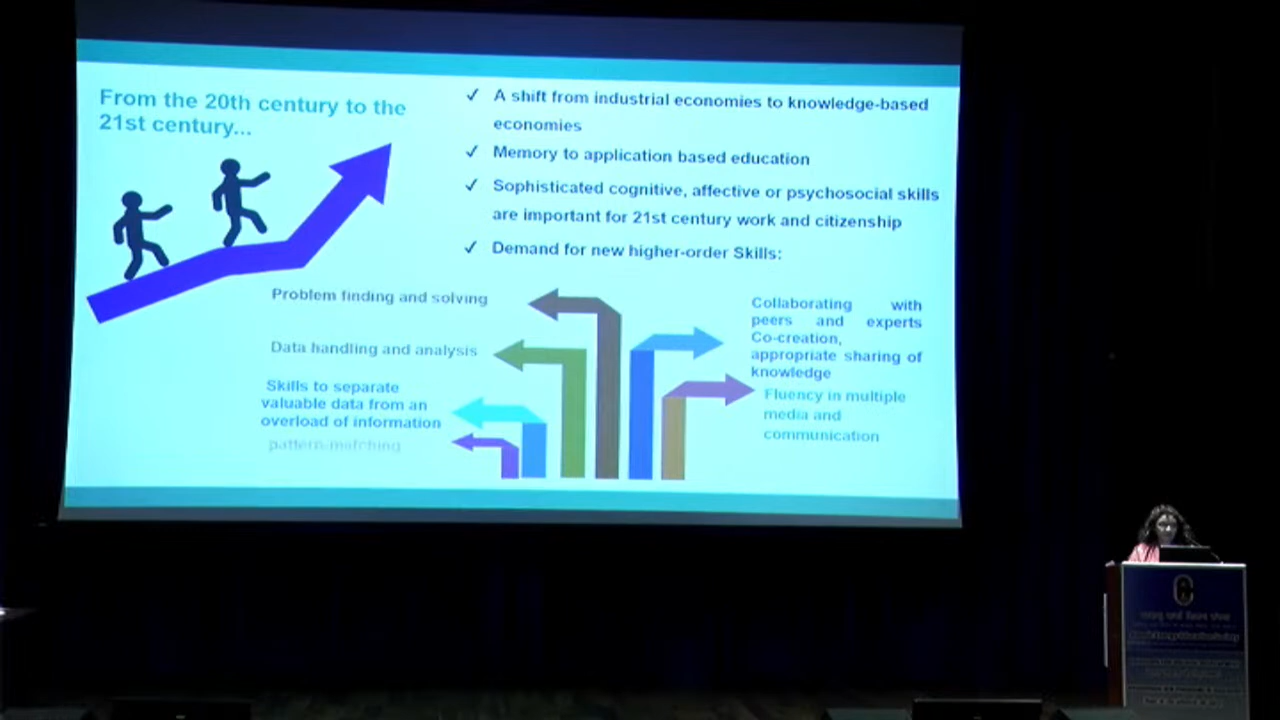 From the 20th century to the
21st century...
✓ A shift from industrial economies to knowledge-based
economies
✓ Memory to application based education
✓ Sophisticated cognitive, affective or psychosocial skills
are important for 21st century work and citizenship
✓ Demand for new higher-order Skills:
Problem finding and solving
Data handling and analysis
Skills to separate
valuable data from an
overload of information
pattern-matching
Collaborating with
peers and experts
Co-creation,
appropriate sharing of
knowledge
Fluency in multiple
media and
communication